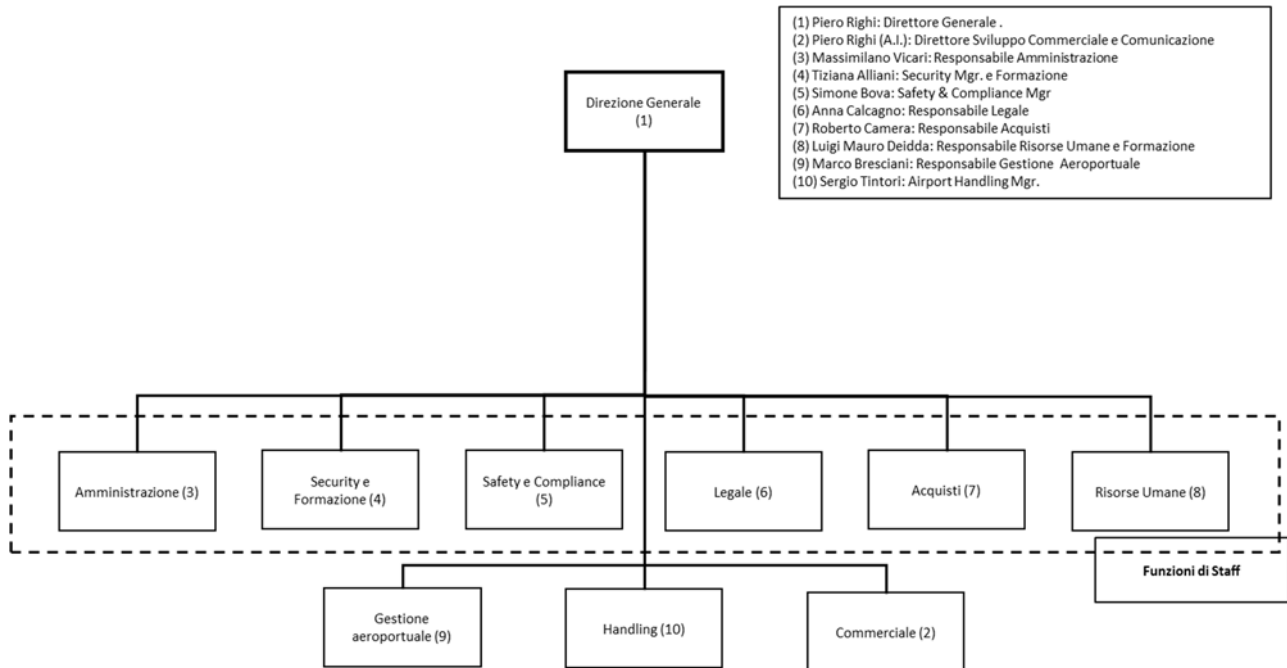 (1) Piero Righi: Direttore Generale .
(2) Piero Righi (A.I.): Direttore Sviluppo Commerciale e Comunicazione
(3) Massimilano Vicari: Responsabile Amministrazione
(4) Tiziana Alliani: Security Mgr. e Formazione
(5) Simone Bova: Safety & Compliance Mgr
(6) Anna Calcagno: Responsabile Legale
(7) Roberto Camera: Responsabile Acquisti
(8) Luigi Mauro Deidda: Responsabile Risorse Umane e Formazione
(9) Marco Bresciani: Responsabile Gestione Aeroportuale
(10) Sergio Tintori: Airport Handling Mgr.
Direzione Generale
(1)
Amministrazione (3)
Security e
Formazione (4)
Safety e Compliance
(5)
Legale (6)
Acquisti (7)
Risorse Umane (8)
Funzioni di Staff
Gestione
aeroportuale (9)
Handling (10)
Commerciale (2)